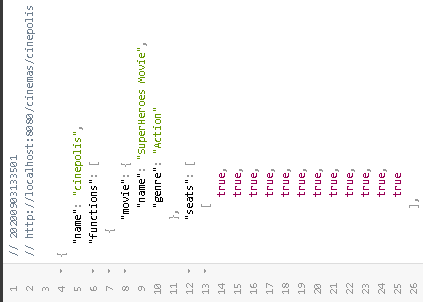 1 // 20200903133501
2 // http://localhost:8080/cinemas/cinepolis
3
4 {
5 "name": "cinepolis",
6 "functions": [
7 {
8 "movie": {
9 "name": "SuperHeroes Movie",
10 "genre": "Action"
11 },
12 "seats": [
13 [
14 true,
15 true,
16 true,
17 true,
18 true,
19 true,
20 true,
21 true,
22 true,
23 true,
24 true,
25 true
26 ],